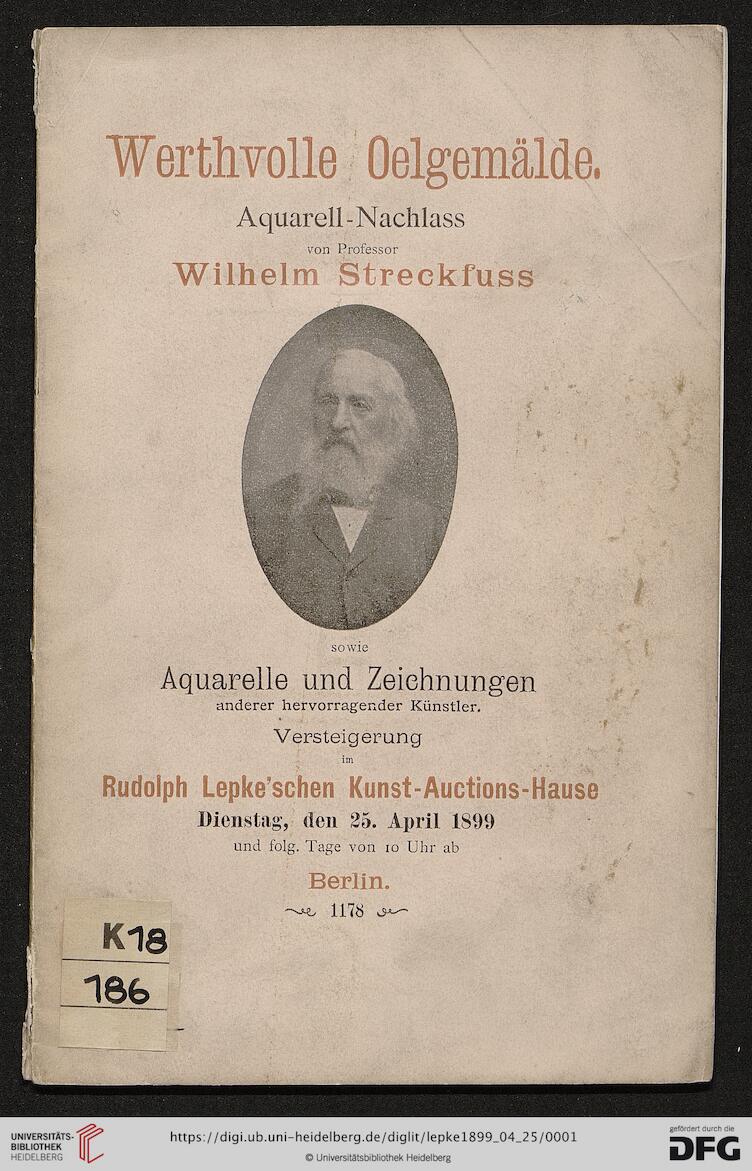 Werthvolle Oelgemälde.
Aquarell-Nachlass
von Professor
Wilhelm Streckfuss
sowie
Aquarelle und Zeichnungen
anderer hervorragender Künstler.
Versteigerung
im
Rudolph Lepke'schen Kunst-Auctions-Hause
Dienstag, den 25. April 1899
und folg. Tage von 10 Uhr ab
Berlin.
1178
K18
186
UNIVERSITÄTS-
BIBLIOTHEK
HEIDELBERG
https://digi.ub.uni-heidelberg.de/diglit/lepke1899_04_25/0001
© Universitätsbibliothek Heidelberg
gefördert durch die
DFG